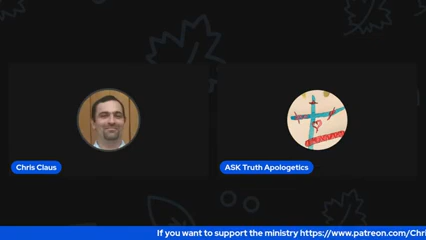 Chris Claus
ASK Truth Apologetics
If you want to support the ministry https://www.patreon.com/Chri